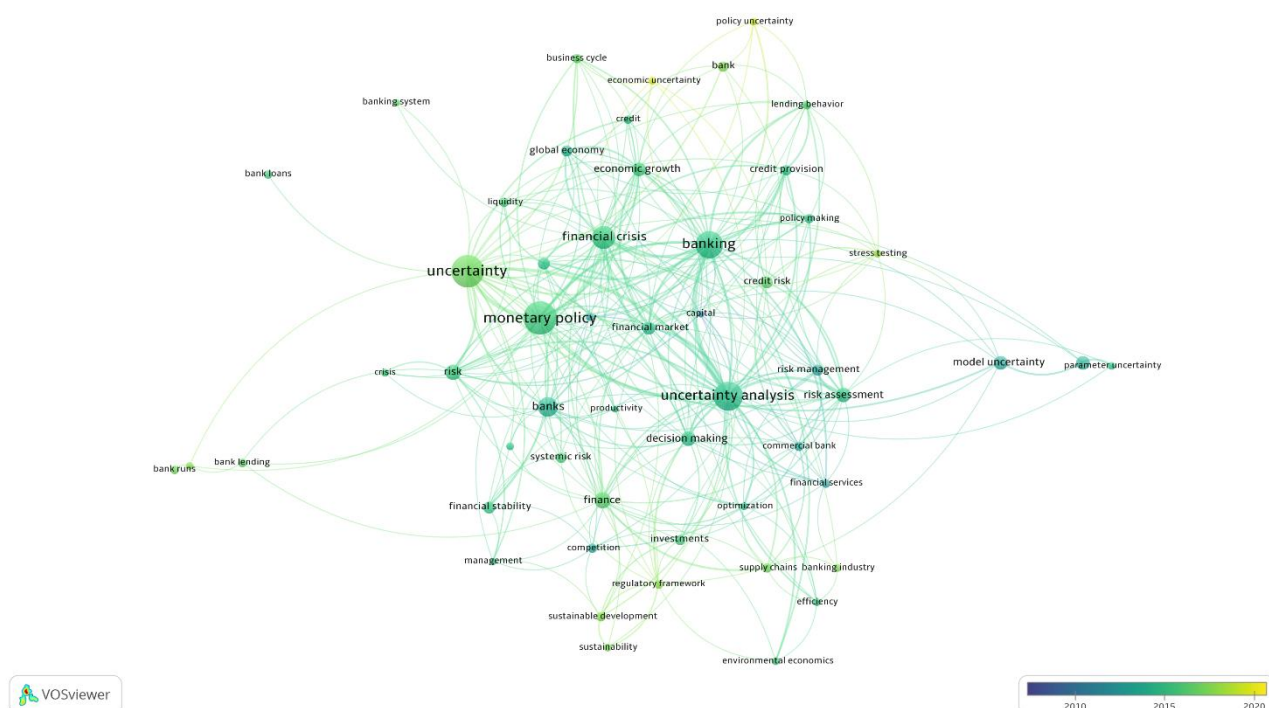 policy uncertainty
business cycle
bank
economic uncertainty
banking system
lending behavior
credit
global economy
economic growth
credit provision
bank loans
liquidity
policy making
financial crisis
banking
stress testing
uncertainty
credit risk
capital
monetary policy
financial market
model uncertainty
parameter uncertainty
crisis
risk
risk management
uncertainty analysis
risk assessment
banks
productivity
decision making
commercial bank
systemic risk
bank lending
bank runs
financial services
finance
financial stability
optimization
investments
competition
management
supply chains
banking industry
regulatory framework
efficiency
sustainable development
sustainability
environmental economics
VOSviewer
2010
2015
2020